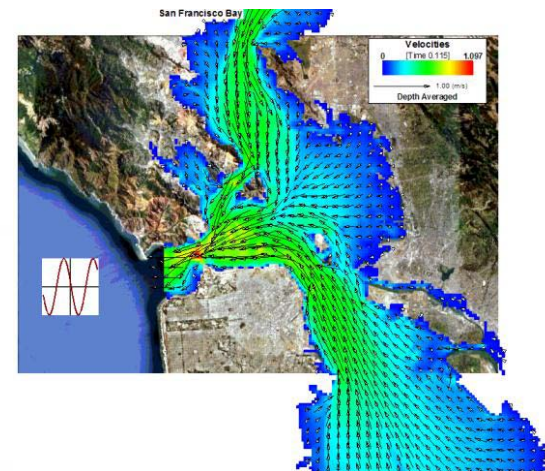 San Francisco Bay
Velocities
0 [Time 0.115] 1.097
1.00 (m/s)
Depth Averaged